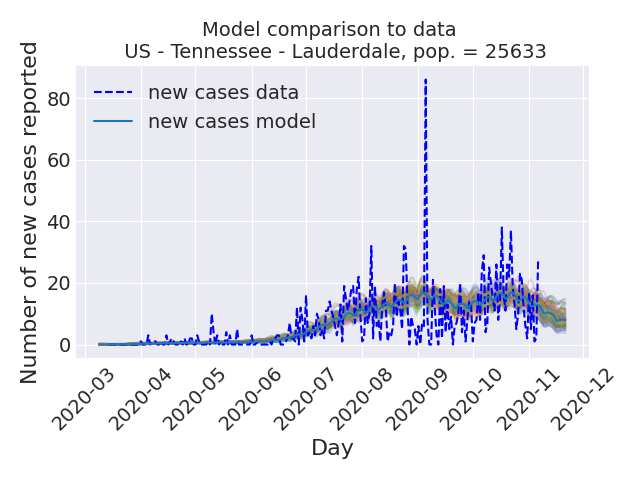 Model comparison to data
US - Tennessee - Lauderdale, pop. = 25633
Number of new cases reported
80
60
40
20
0
new cases data
new cases model
2020-03
2020-04
2020-05
2020-06
2020-07
2020-08
2020-09
2020-10
2020-11
2020-12
Day